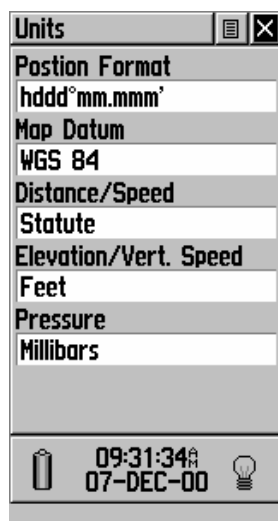 Units
Postion Format
hddd°mm.mmm'
Map Datum
WGS 84
Distance/Speed
Statute
Elevation/Vert. Speed
Feet
Pressure
Millibars
09:31:34AM
07-DEC-00